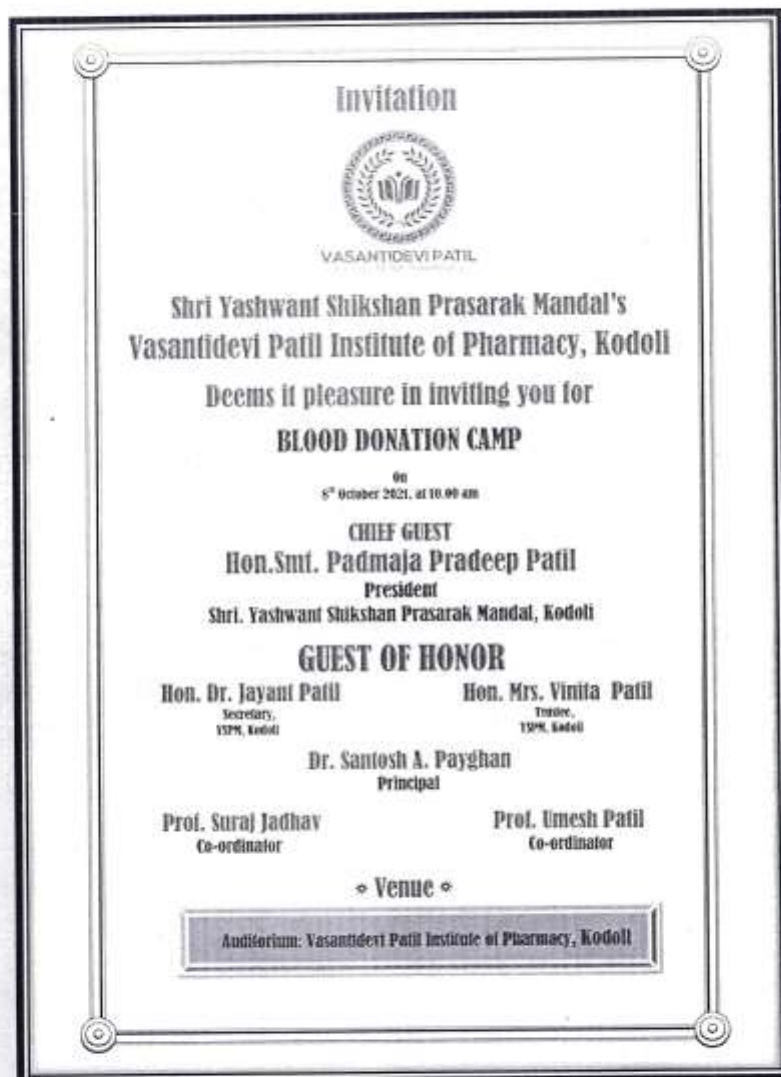 Invitation
VASANTIDEVI PATIL
Shri Yashwant Shikshan Prasarak Mandal's
Vasantidevi Patil Institute of Pharmacy, Kodoli
Deems it pleasure in inviting you for
BLOOD DONATION CAMP
On
October 2021, at 10.00 am
CHIEF GUEST
Hon.Smt. Padmaja Pradeep Patil
President
Shri. Yashwant Shikshan Prasarak Mandal, Kodoli
GUEST OF HONOR
Hon. Dr. Jayant Patil
Secretary,
YSPM, Kodoli
Hon. Mrs. Vinita Patil
Trustee,
YSPM, Kodoli
Dr. Santosh A. Payghan
Principal
Prof. Suraj Jadhav
Co-ordinator
Prof. Umesh Patil
Co-ordinator
Venue
Auditorium: Vasantidevi Patil Institute of Pharmacy, Kodoli